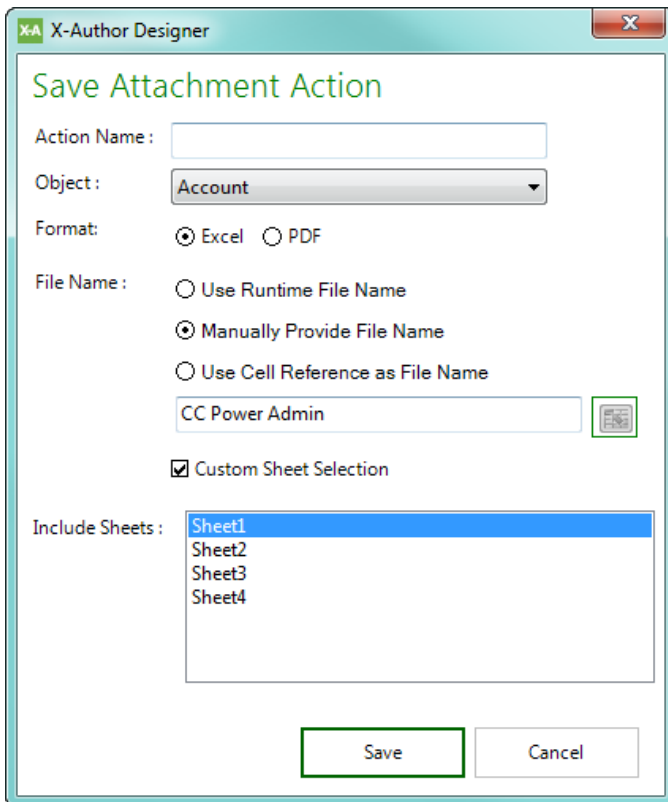 X-A X-Author Designer X
Save Attachment Action
Action Name :
Object : Account
Format: Excel PDF
File Name : Use Runtime File Name
Manually Provide File Name
Use Cell Reference as File Name
CC Power Admin
Custom Sheet Selection
Include Sheets : Sheet1
Sheet2
Sheet3
Sheet4
Save Cancel